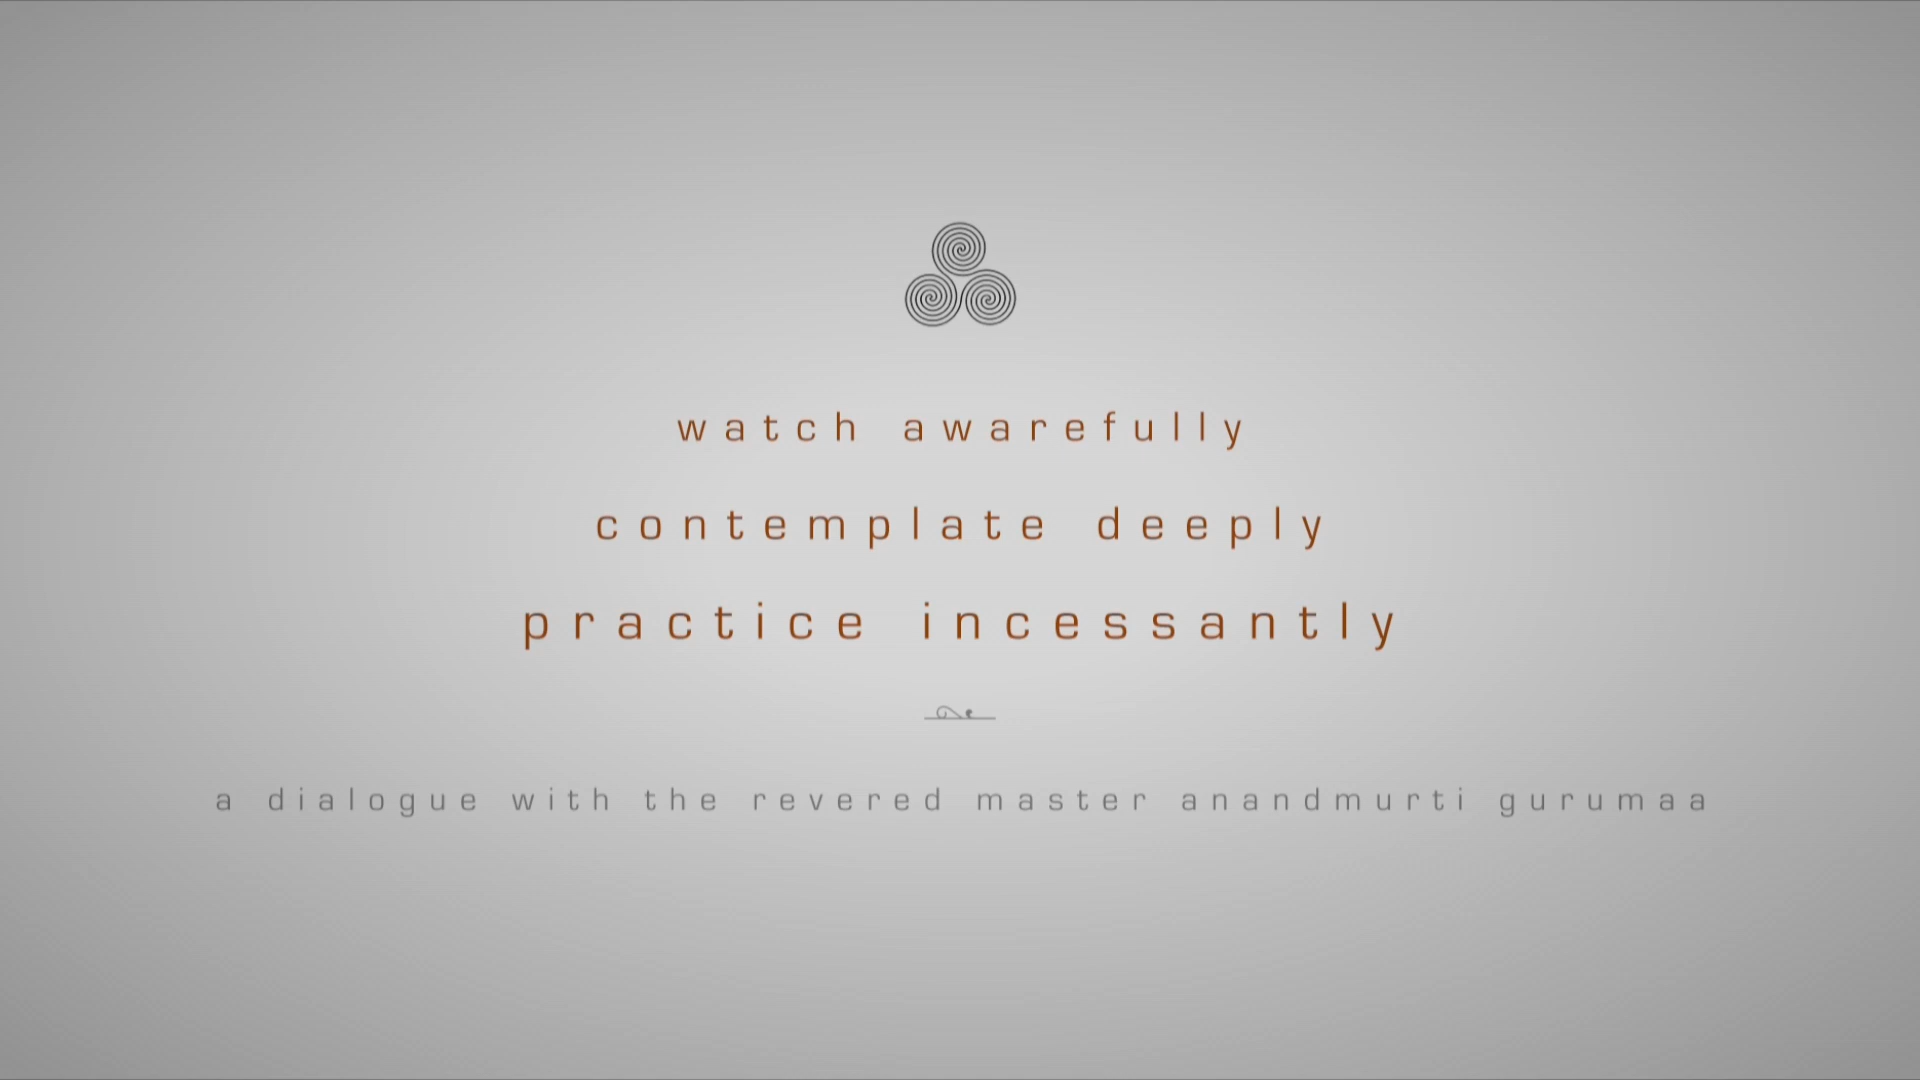 watch awarefully
contemplate deeply
practice incessantly
a dialogue with the revered master anandmurti gurumaa